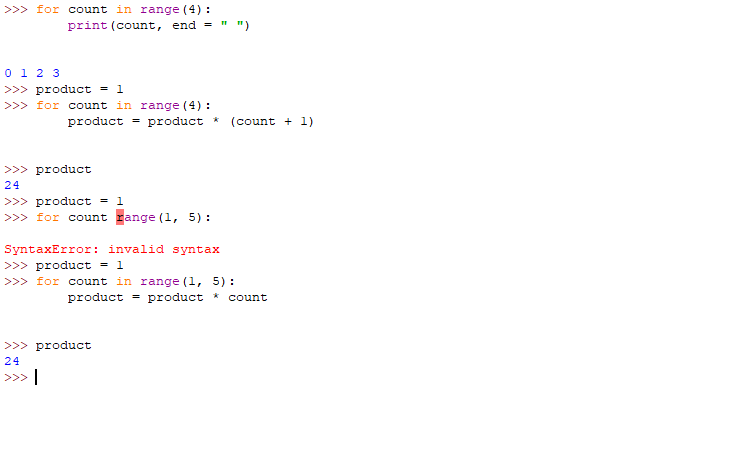 >>> for count in range(4):
        print(count, end = " ")
0 1 2 3
>>> product = 1
>>> for count in range(4):
        product = product * (count + 1)
>>> product
24
>>> product = 1
>>> for count range(1, 5):
SyntaxError: invalid syntax
>>> product = 1
>>> for count in range(1, 5):
        product = product * count
>>> product
24
>>>